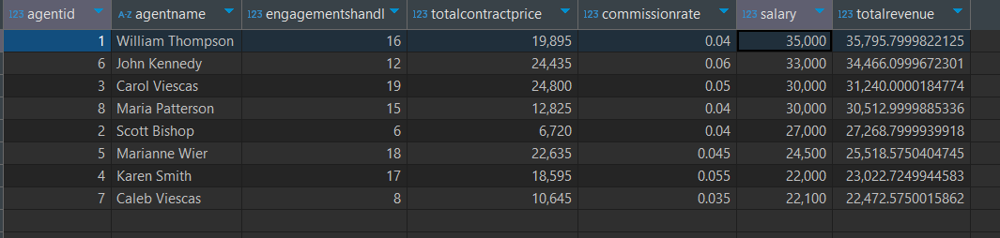 123 agentid A-Z agentname 123 engagementshandl 123 totalcontractprice 123 commissionrate 123 salary 123 totalrevenue
1 William Thompson 16 19,895 0.04 35,000 35,795.7999822125
6 John Kennedy 12 24,435 0.06 33,000 34,466.0999672301
3 Carol Viescas 19 24,800 0.05 30,000 31,240.0000184774
8 Maria Patterson 15 12,825 0.04 30,000 30,512.9999885336
2 Scott Bishop 6 6,720 0.04 27,000 27,268.7999939918
5 Marianne Wier 18 22,635 0.045 24,500 25,518.5750404745
4 Karen Smith 17 18,595 0.055 22,000 23,022.7249944583
7 Caleb Viescas 8 10,645 0.035 22,100 22,472.5750015862